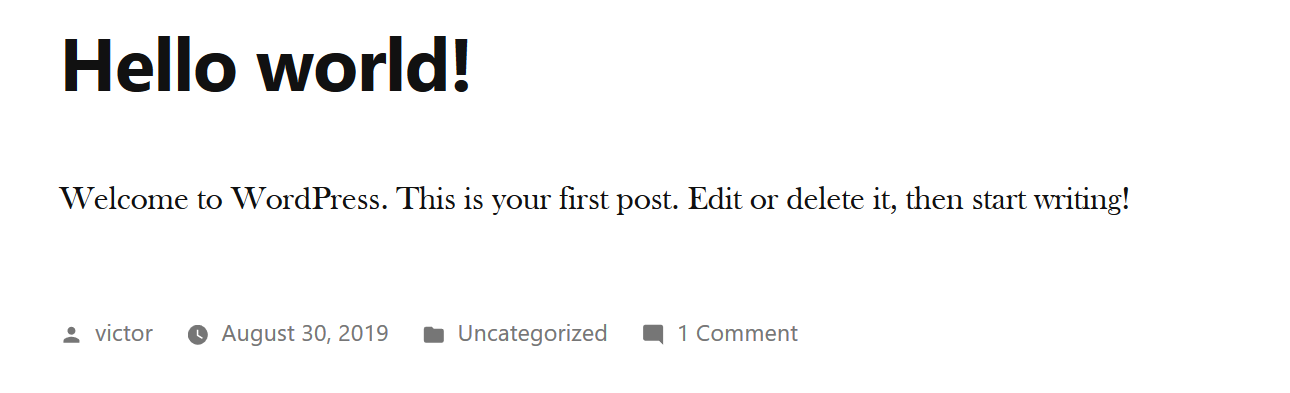 Hello world!
Welcome to WordPress. This is your first post. Edit or delete it, then start writing!
victor August 30, 2019 Uncategorized 1 Comment